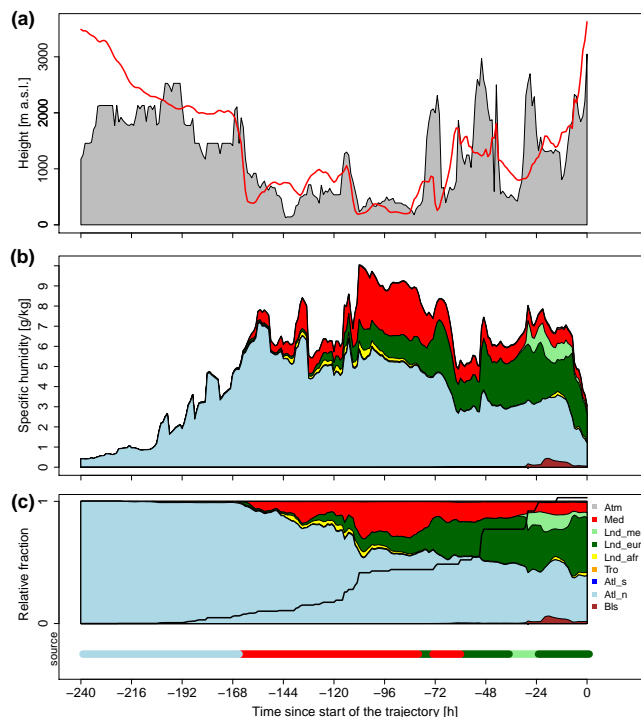 (a)
Height [m a.s.l.]
3000
2000
1000
0
(b)
Specific humidity [g/kg]
9
8
7
6
5
4
3
2
1
0
(c)
Relative fraction
1
0
Atm
Med
Lnd_me
Lnd_eur
Lnd_afr
Tro
Atl_s
Atl_n
Bls
source
−240 −216 −192 −168 −144 −120 −96 −72 −48 −24 0
Time since start of the trajectory [h]